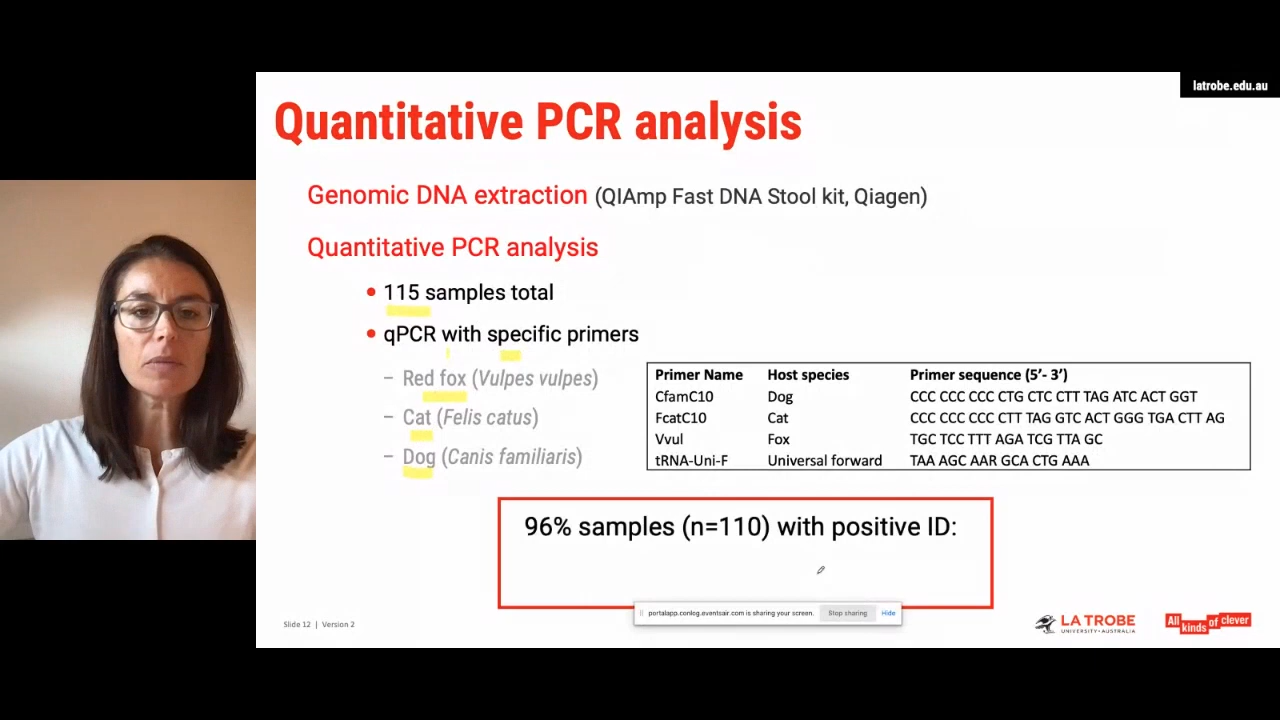 latrobe.edu.au
Quantitative PCR analysis
Genomic DNA extraction (QIAmp Fast DNA Stool kit, Qiagen)
Quantitative PCR analysis
• 115 samples total
• qPCR with specific primers
– Red fox (Vulpes vulpes)
– Cat (Felis catus)
– Dog (Canis familiaris)
Primer Name Host species Primer sequence (5’- 3’)
CfamC10 Dog CCC CCC CCC CTG CTC CTT TAG ATC ACT GGT
FcatC10 Cat CCC CCC CCC CTT TAG GTC ACT GGG TGA CTT AG
Vvul Fox TGC TCC TTT AGA TCG TTA GC
tRNA-Uni-F Universal forward TAA AGC AAR GCA CTG AAA
96% samples (n=110) with positive ID:
portalapp.conlog.eventsair.com is sharing your screen. Stop sharing Hide
Slide 12 | Version 2
LA TROBE
UNIVERSITY • AUSTRALIA
All kinds of clever